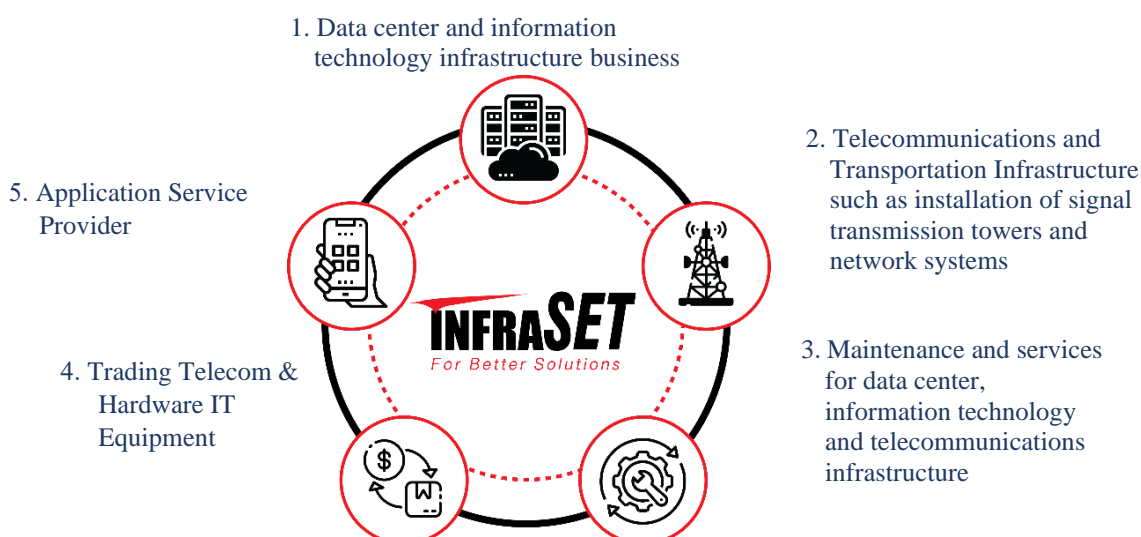 1. Data center and information
technology infrastructure business
2. Telecommunications and
Transportation Infrastructure
such as installation of signal
transmission towers and
network systems
3. Maintenance and services
for data center,
information technology
and telecommunications
infrastructure
4. Trading Telecom &
Hardware IT
Equipment
5. Application Service
Provider
INFRASET
For Better Solutions
$